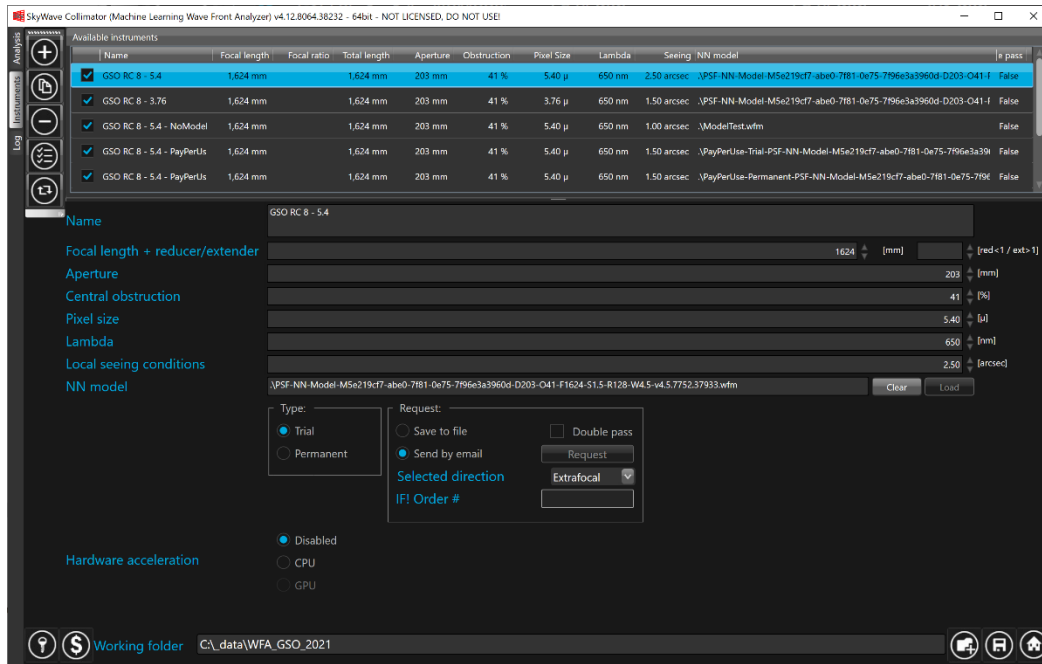 SkyWave Collimator (Machine Learning Wave Front Analyzer) v4.12.8064.38232 - 64bit - NOT LICENSED, DO NOT USE!
Analysis
Instruments
Log
Available instruments
Name Focal length Focal ratio Total length Aperture Obstruction Pixel Size Lambda Seeing NN model e pass
GSO RC 8 - 5.4 1,624 mm 1,624 mm 203 mm 41 % 5.40 µ 650 nm 2.50 arcsec .\PSF-NN-Model-M5e219cf7-abe0-7f81-0e75-7f96e3a3960d-D203-O41-F False
GSO RC 8 - 3.76 1,624 mm 1,624 mm 203 mm 41 % 3.76 µ 650 nm 1.50 arcsec .\PSF-NN-Model-M5e219cf7-abe0-7f81-0e75-7f96e3a3960d-D203-O41-F False
GSO RC 8 - 5.4 - NoModel 1,624 mm 1,624 mm 203 mm 41 % 5.40 µ 650 nm 1.00 arcsec .\ModelTest.wfm False
GSO RC 8 - 5.4 - PayPerUs 1,624 mm 1,624 mm 203 mm 41 % 5.40 µ 650 nm 1.50 arcsec .\PayPerUse-Trial-PSF-NN-Model-M5e219cf7-abe0-7f81-0e75-7f96e3a39 False
GSO RC 8 - 5.4 - PayPerUs 1,624 mm 1,624 mm 203 mm 41 % 5.40 µ 650 nm 1.50 arcsec .\PayPerUse-Permanent-PSF-NN-Model-M5e219cf7-abe0-7f81-0e75-7f96 False
Name GSO RC 8 - 5.4
Focal length + reducer/extender 1624 [mm] [red<1 / ext>1]
Aperture 203 [mm]
Central obstruction 41 [%]
Pixel size 5.40 [µ]
Lambda 650 [nm]
Local seeing conditions 2.50 [arcsec]
NN model .\PSF-NN-Model-M5e219cf7-abe0-7f81-0e75-7f96e3a3960d-D203-O41-F1624-S1.5-R128-W4.5-v4.5.7752.37933.wfm Clear Load
Type: Request:
Trial Save to file Double pass
Permanent Send by email Request
Selected direction Extrafocal
IF! Order #
Disabled
Hardware acceleration CPU
GPU
$ Working folder C:\_data\WFA_GSO_2021